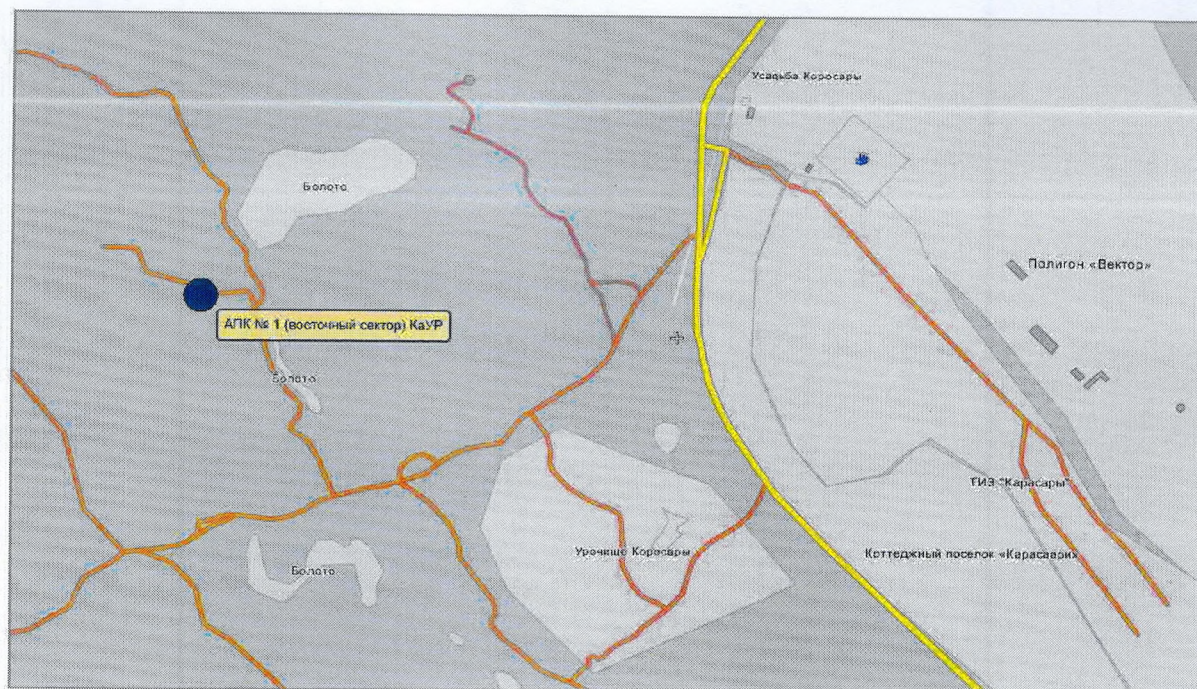 Усадьба Коросары
Болото
Полигон «Вектор»
АПК № 1 (восточный сектор) КаУР
Болото
ТИЗ "Карасары"
Урочище Коросары
Коттеджный поселок «Карасаари»
Болото